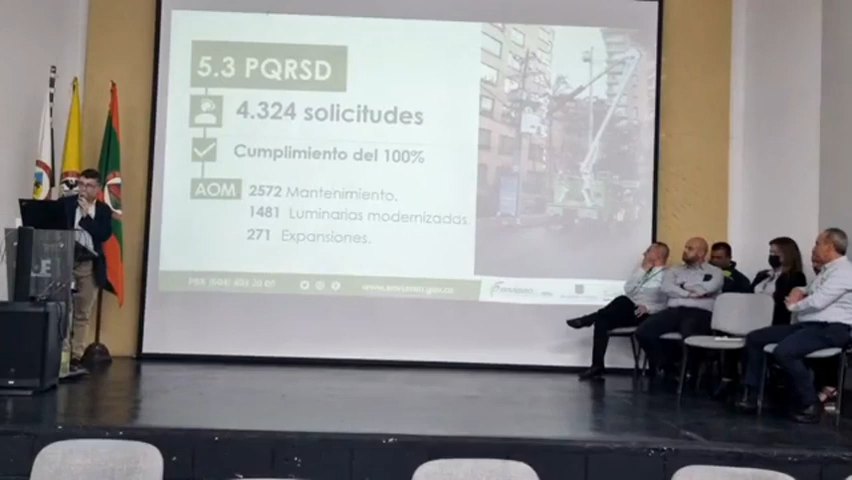 5.3 PQRSD
4.324 solicitudes
Cumplimiento del 100%
AOM 2572 Mantenimiento.
1481 Luminarias modernizadas.
271 Expansiones.